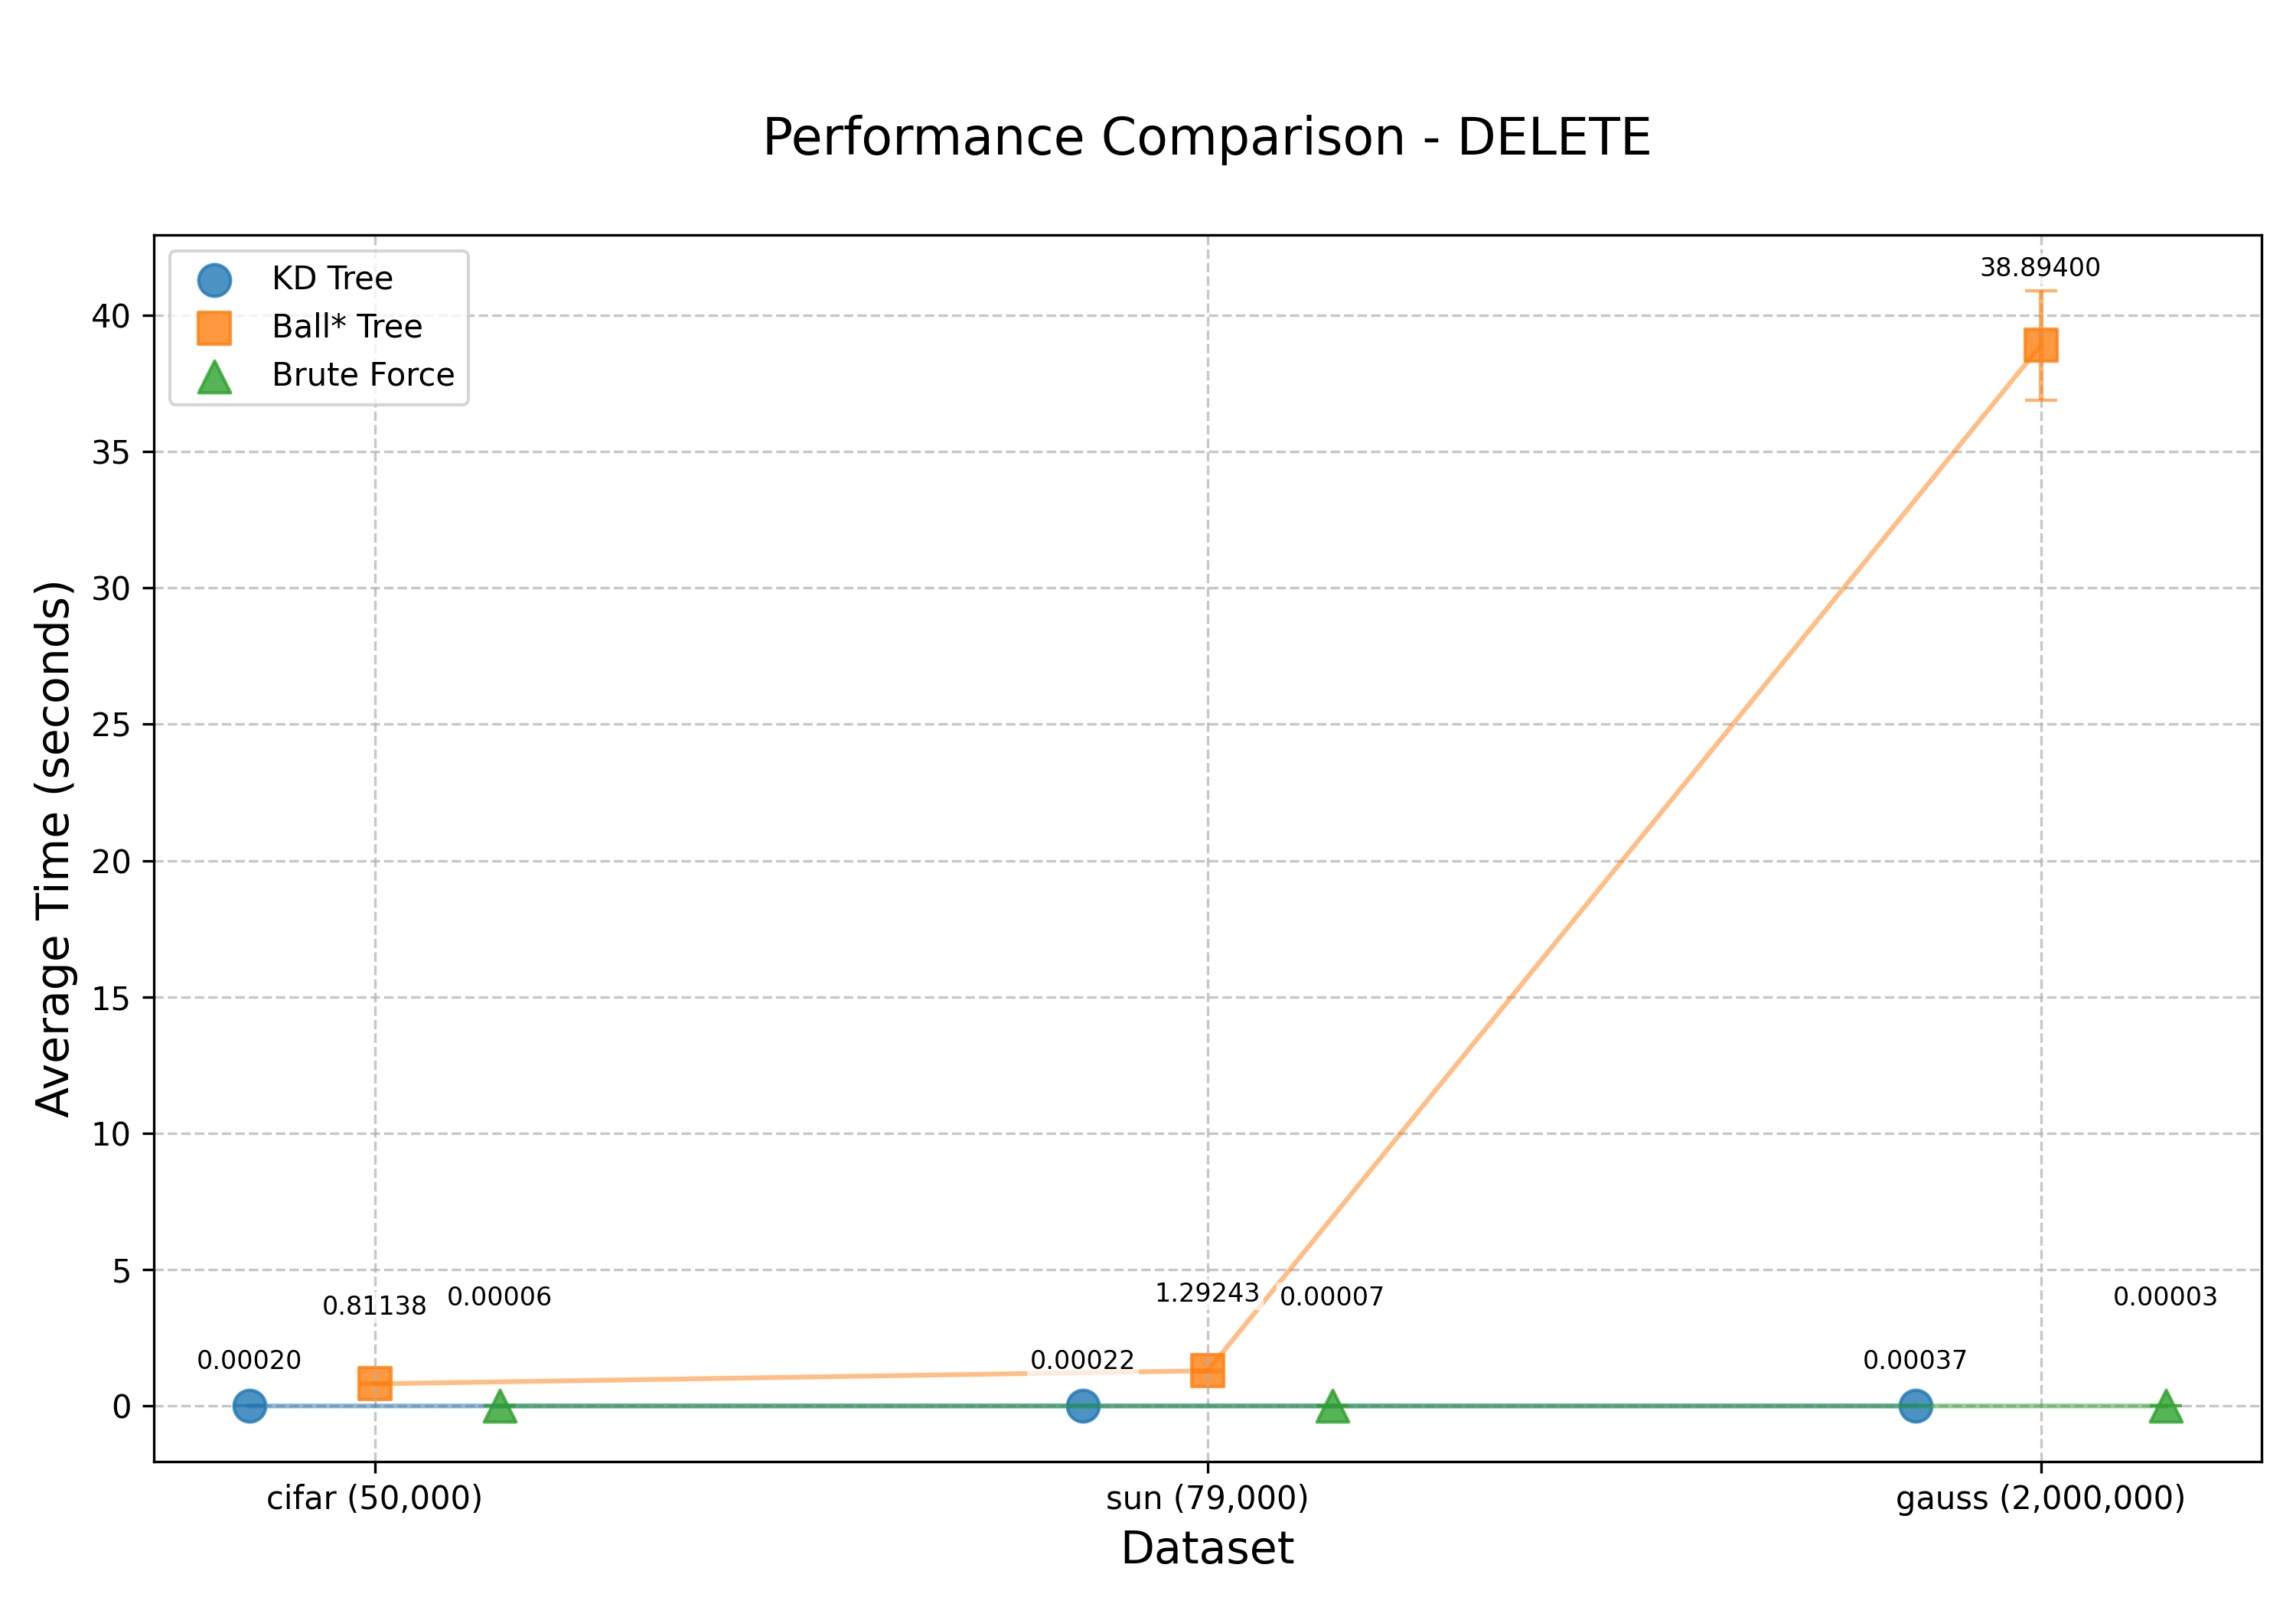 Performance Comparison - DELETE
KD Tree
Ball* Tree
Brute Force
Average Time (seconds)
40
35
30
25
20
15
10
5
0
38.89400
0.00020
0.81138
0.00006
0.00022
1.29243
0.00007
0.00037
0.00003
cifar (50,000)
sun (79,000)
gauss (2,000,000)
Dataset